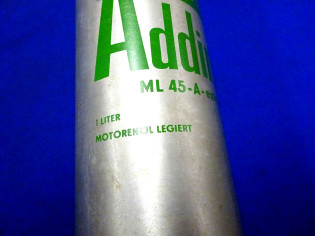 Addi
ML 45-A-
1 LITER
MOTORENÖL LEGIERT